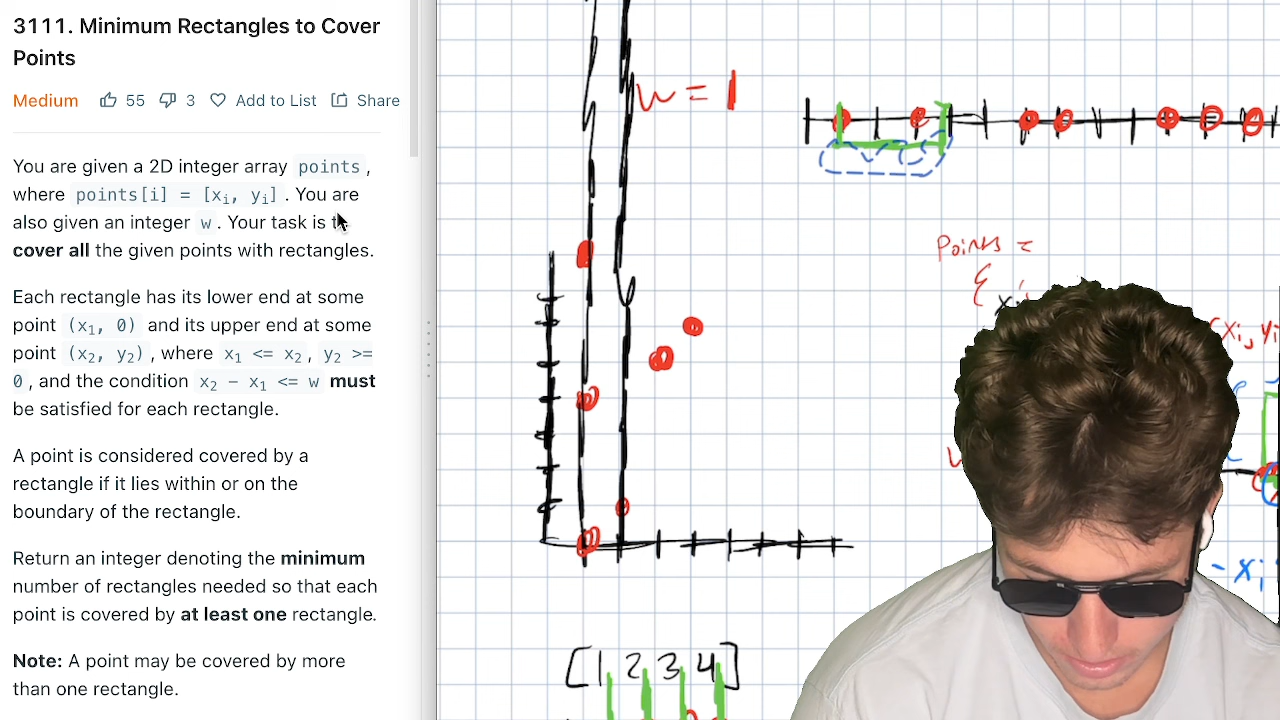 3111. Minimum Rectangles to Cover
Points
Medium 55 3 Add to List Share
You are given a 2D integer array points,
where points[i] = [xi, yi]. You are
also given an integer w. Your task is t
cover all the given points with rectangles.
Each rectangle has its lower end at some
point (x1, 0) and its upper end at some
point (x2, y2), where x1 <= x2, y2 >=
0, and the condition x2 - x1 <= w must
be satisfied for each rectangle.
A point is considered covered by a
rectangle if it lies within or on the
boundary of the rectangle.
Return an integer denoting the minimum
number of rectangles needed so that each
point is covered by at least one rectangle.
Note: A point may be covered by more
than one rectangle.
w = 1
Points =
{
xi
(xi, yi
- xi
[1 2 3 4]